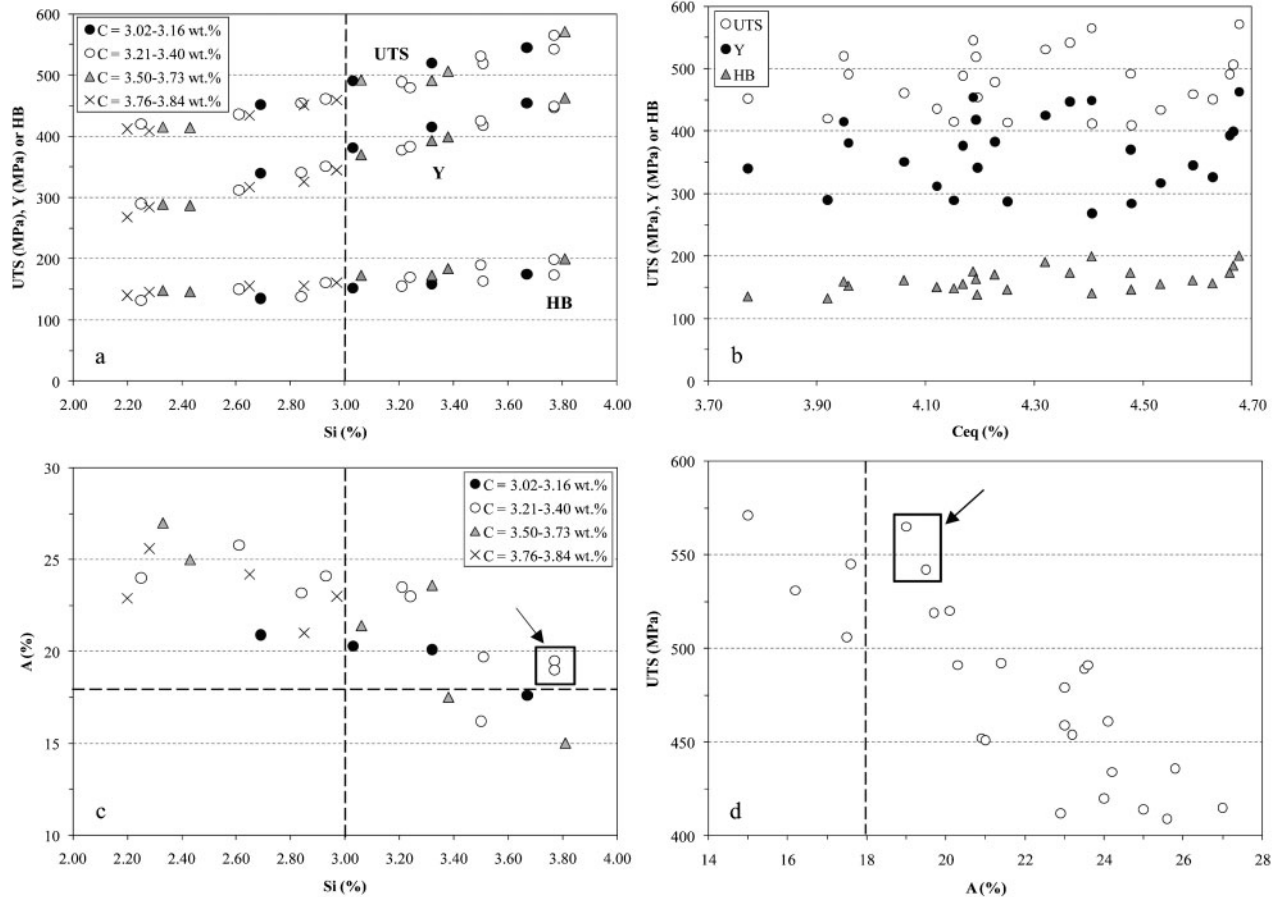 600
500
400
300
200
100
0
UTS (MPa), Y (MPa) or HB
C = 3.02-3.16 wt.%
C = 3.21-3.40 wt.%
C = 3.50-3.73 wt.%
C = 3.76-3.84 wt.%
UTS
Y
HB
a
2.00 2.20 2.40 2.60 2.80 3.00 3.20 3.40 3.60 3.80 4.00
Si (%)
600
500
400
300
200
100
0
UTS (MPa), Y (MPa) or HB
UTS
Y
HB
b
3.70 3.90 4.10 4.30 4.50 4.70
Ceq (%)
30
25
20
15
10
A (%)
C = 3.02-3.16 wt.%
C = 3.21-3.40 wt.%
C = 3.50-3.73 wt.%
C = 3.76-3.84 wt.%
c
2.00 2.20 2.40 2.60 2.80 3.00 3.20 3.40 3.60 3.80 4.00
Si (%)
600
550
500
450
400
UTS (MPa)
d
14 16 18 20 22 24 26 28
A (%)